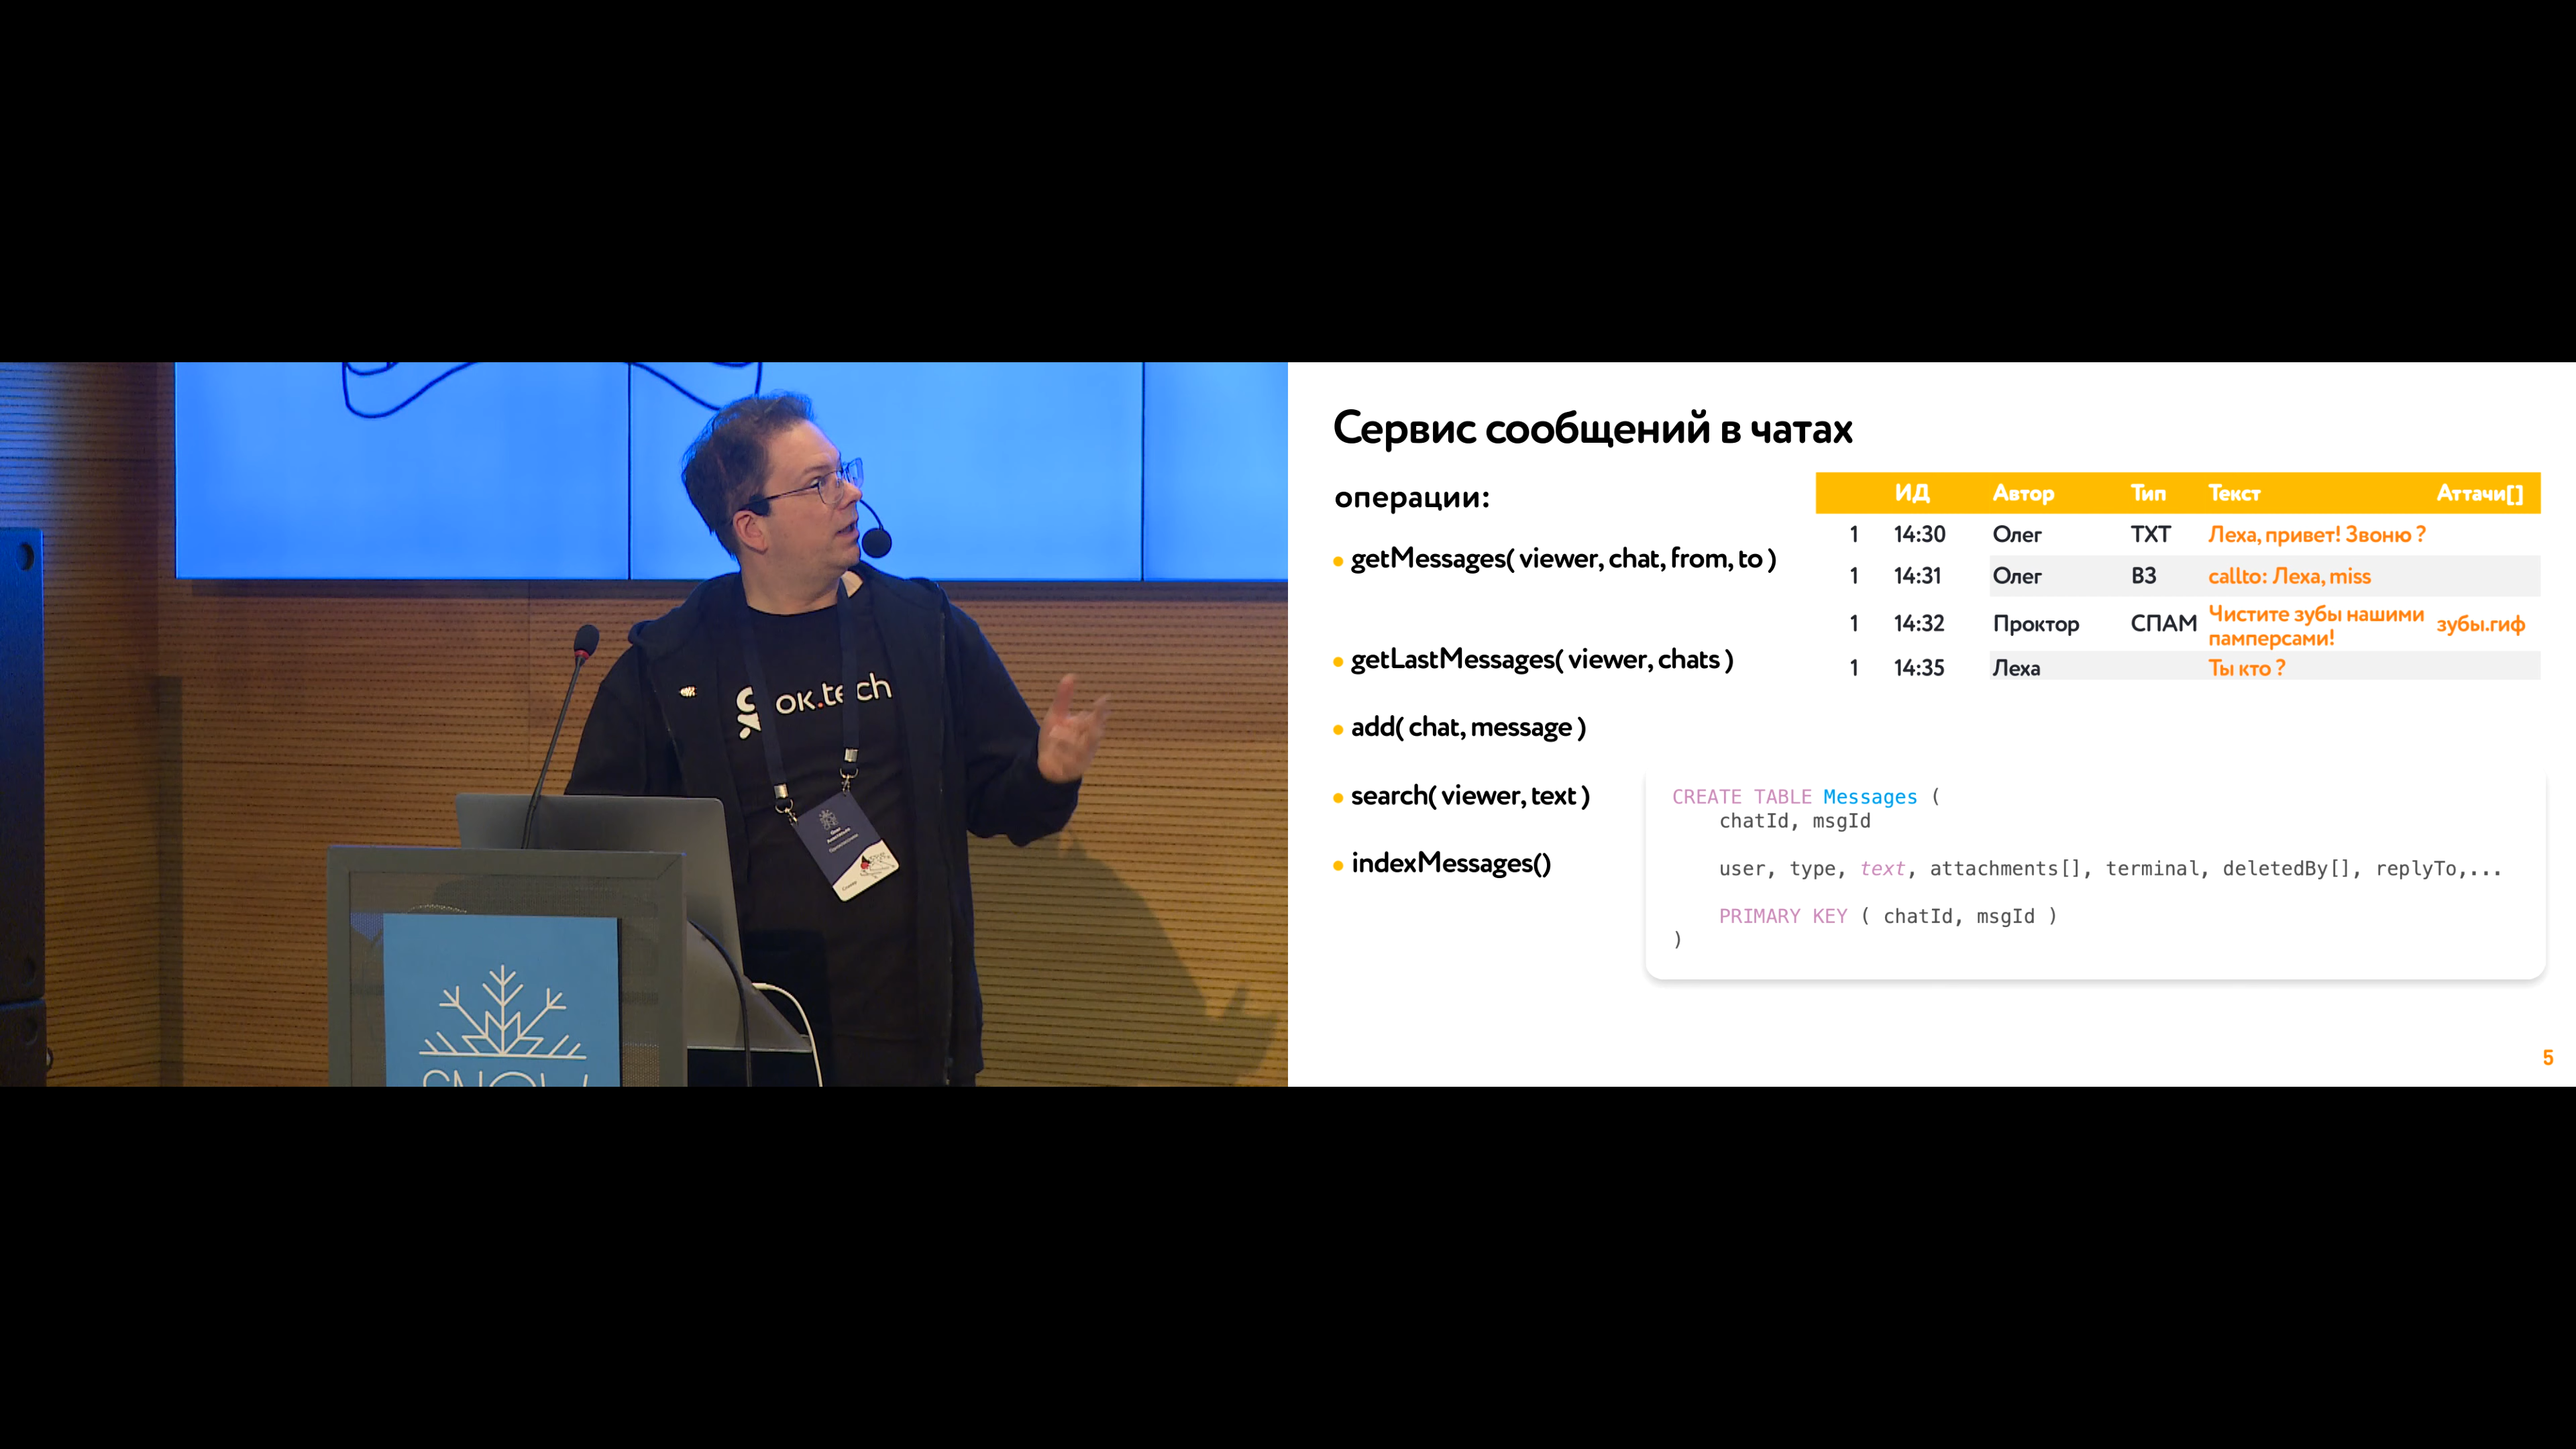 Сервис сообщений в чатах
операции:
• getMessages( viewer, chat, from, to )
• getLastMessages( viewer, chats )
• add( chat, message )
• search( viewer, text )
• indexMessages()
ИД Автор Тип Текст Аттачи[]
1 14:30 Олег ТХТ Леха, привет! Звоню ?
1 14:31 Олег ВЗ callto: Леха, miss
1 14:32 Проктор СПАМ Чистите зубы нашими
памперсами! зубы.гиф
1 14:35 Леха Ты кто ?
CREATE TABLE Messages (
chatId, msgId
user, type, text, attachments[], terminal, deletedBy[], replyTo,...
PRIMARY KEY ( chatId, msgId )
)
5
ok.tech
SNOW